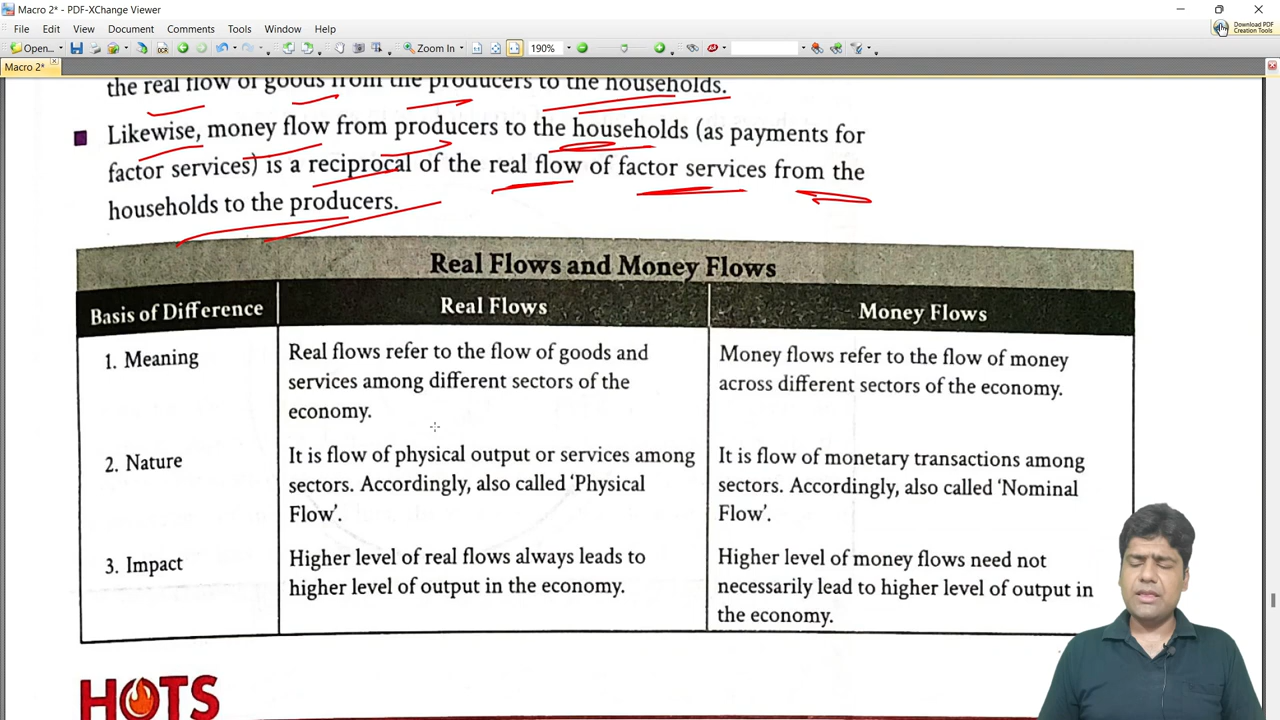 Macro 2* - PDF-XChange Viewer
File Edit View Document Comments Tools Window Help
Download PDF
Creation Tools
Open... Zoom In 190%
Macro 2*
the real flow of goods from the producers to the households.
Likewise, money flow from producers to the households (as payments for
factor services) is a reciprocal of the real flow of factor services from the
households to the producers.
Real Flows and Money Flows
Basis of Difference Real Flows Money Flows
1. Meaning
Real flows refer to the flow of goods and
services among different sectors of the
economy.
Money flows refer to the flow of money
across different sectors of the economy.
2. Nature
It is flow of physical output or services among
sectors. Accordingly, also called ‘Physical
Flow’.
It is flow of monetary transactions among
sectors. Accordingly, also called ‘Nominal
Flow’.
3. Impact
Higher level of real flows always leads to
higher level of output in the economy.
Higher level of money flows need not
necessarily lead to higher level of output in
the economy.
HOTS